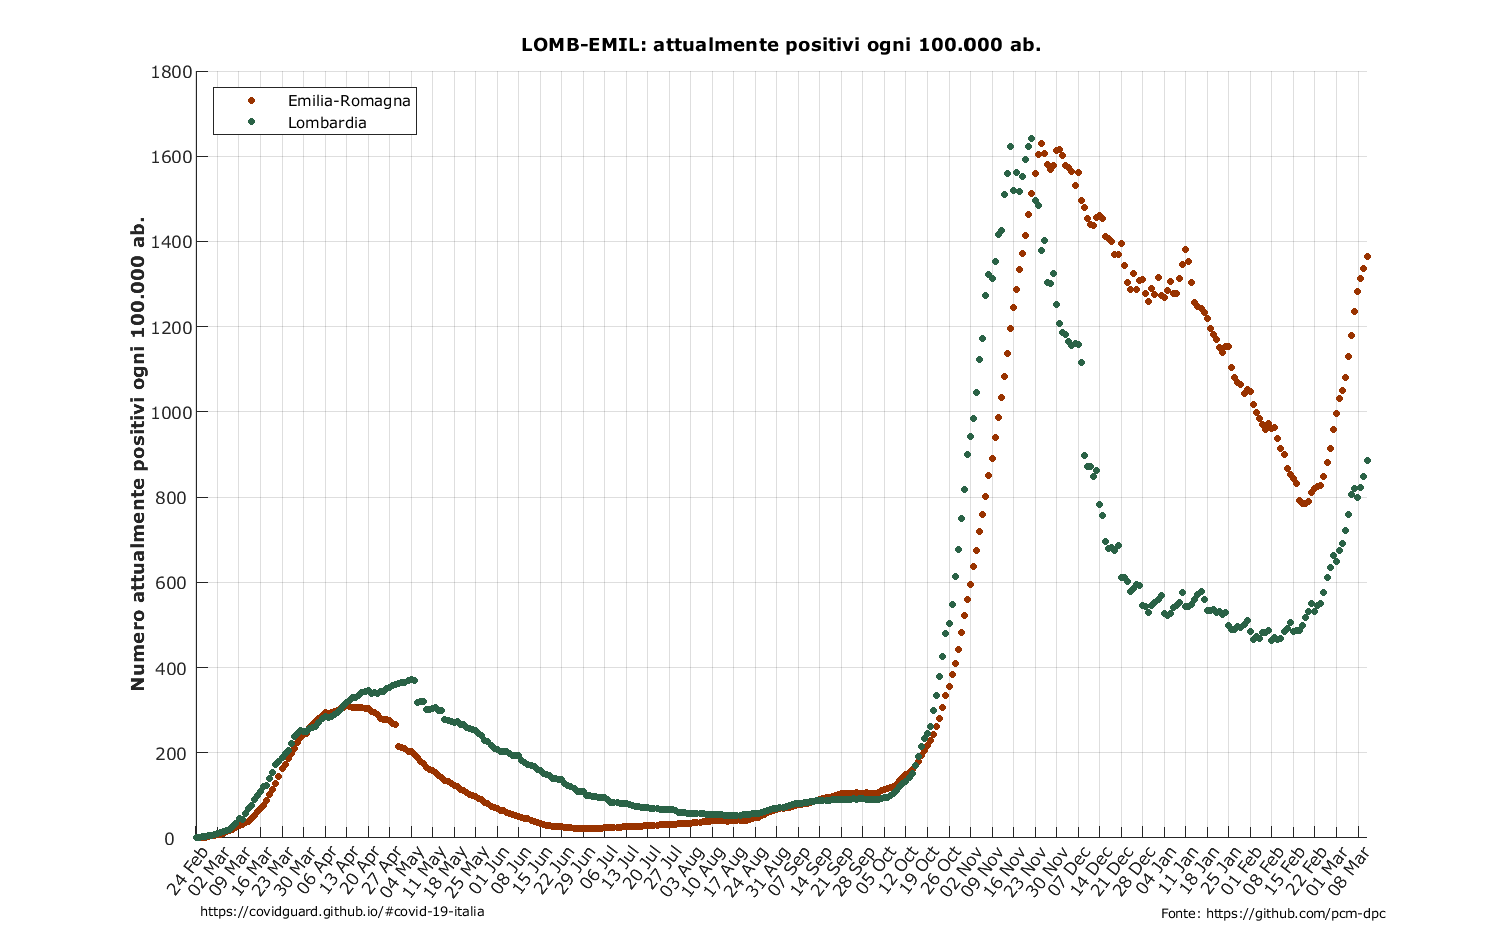 LOMB-EMIL: attualmente positivi ogni 100.000 ab.
Emilia-Romagna
Lombardia
Numero attualmente positivi ogni 100.000 ab.
1800
1600
1400
1200
1000
800
600
400
200
0
24 Feb
02 Mar
09 Mar
16 Mar
23 Mar
30 Mar
06 Apr
13 Apr
20 Apr
27 Apr
04 May
11 May
18 May
25 May
01 Jun
08 Jun
15 Jun
22 Jun
29 Jun
06 Jul
13 Jul
20 Jul
27 Jul
03 Aug
10 Aug
17 Aug
24 Aug
31 Aug
07 Sep
14 Sep
21 Sep
28 Sep
05 Oct
12 Oct
19 Oct
26 Oct
02 Nov
09 Nov
16 Nov
23 Nov
30 Nov
07 Dec
14 Dec
21 Dec
28 Dec
04 Jan
11 Jan
18 Jan
25 Jan
01 Feb
08 Feb
15 Feb
22 Feb
01 Mar
08 Mar
https://covidguard.github.io/#covid-19-italia
Fonte: https://github.com/pcm-dpc